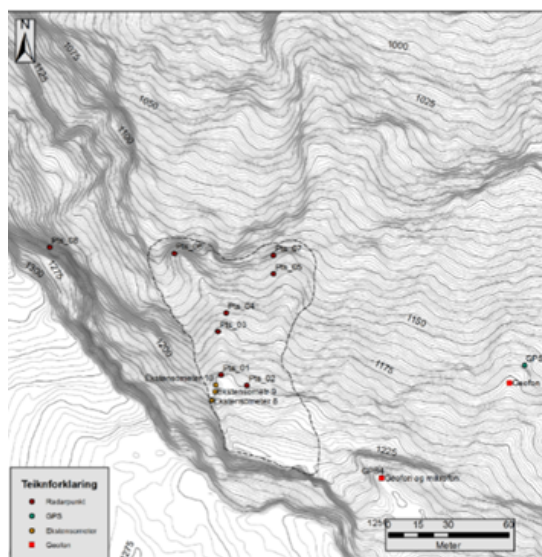 N
1000
1075
1125
1025
1050
1100
Pts_08
Pts_07
Pts_05
1275
1300
Pts_04
1150
Pts_03
1200
GPS
Pts_01
1175
Ekstensometer 10
Pts_02
Geofon
Ekstensometer 9
Ekstensometer 8
1225
Geofon og mikrofon
Teiknforklaring
Radarpunkt
GPS
Ekstensometer
Geofon
0 15 30 60
Meter
1275